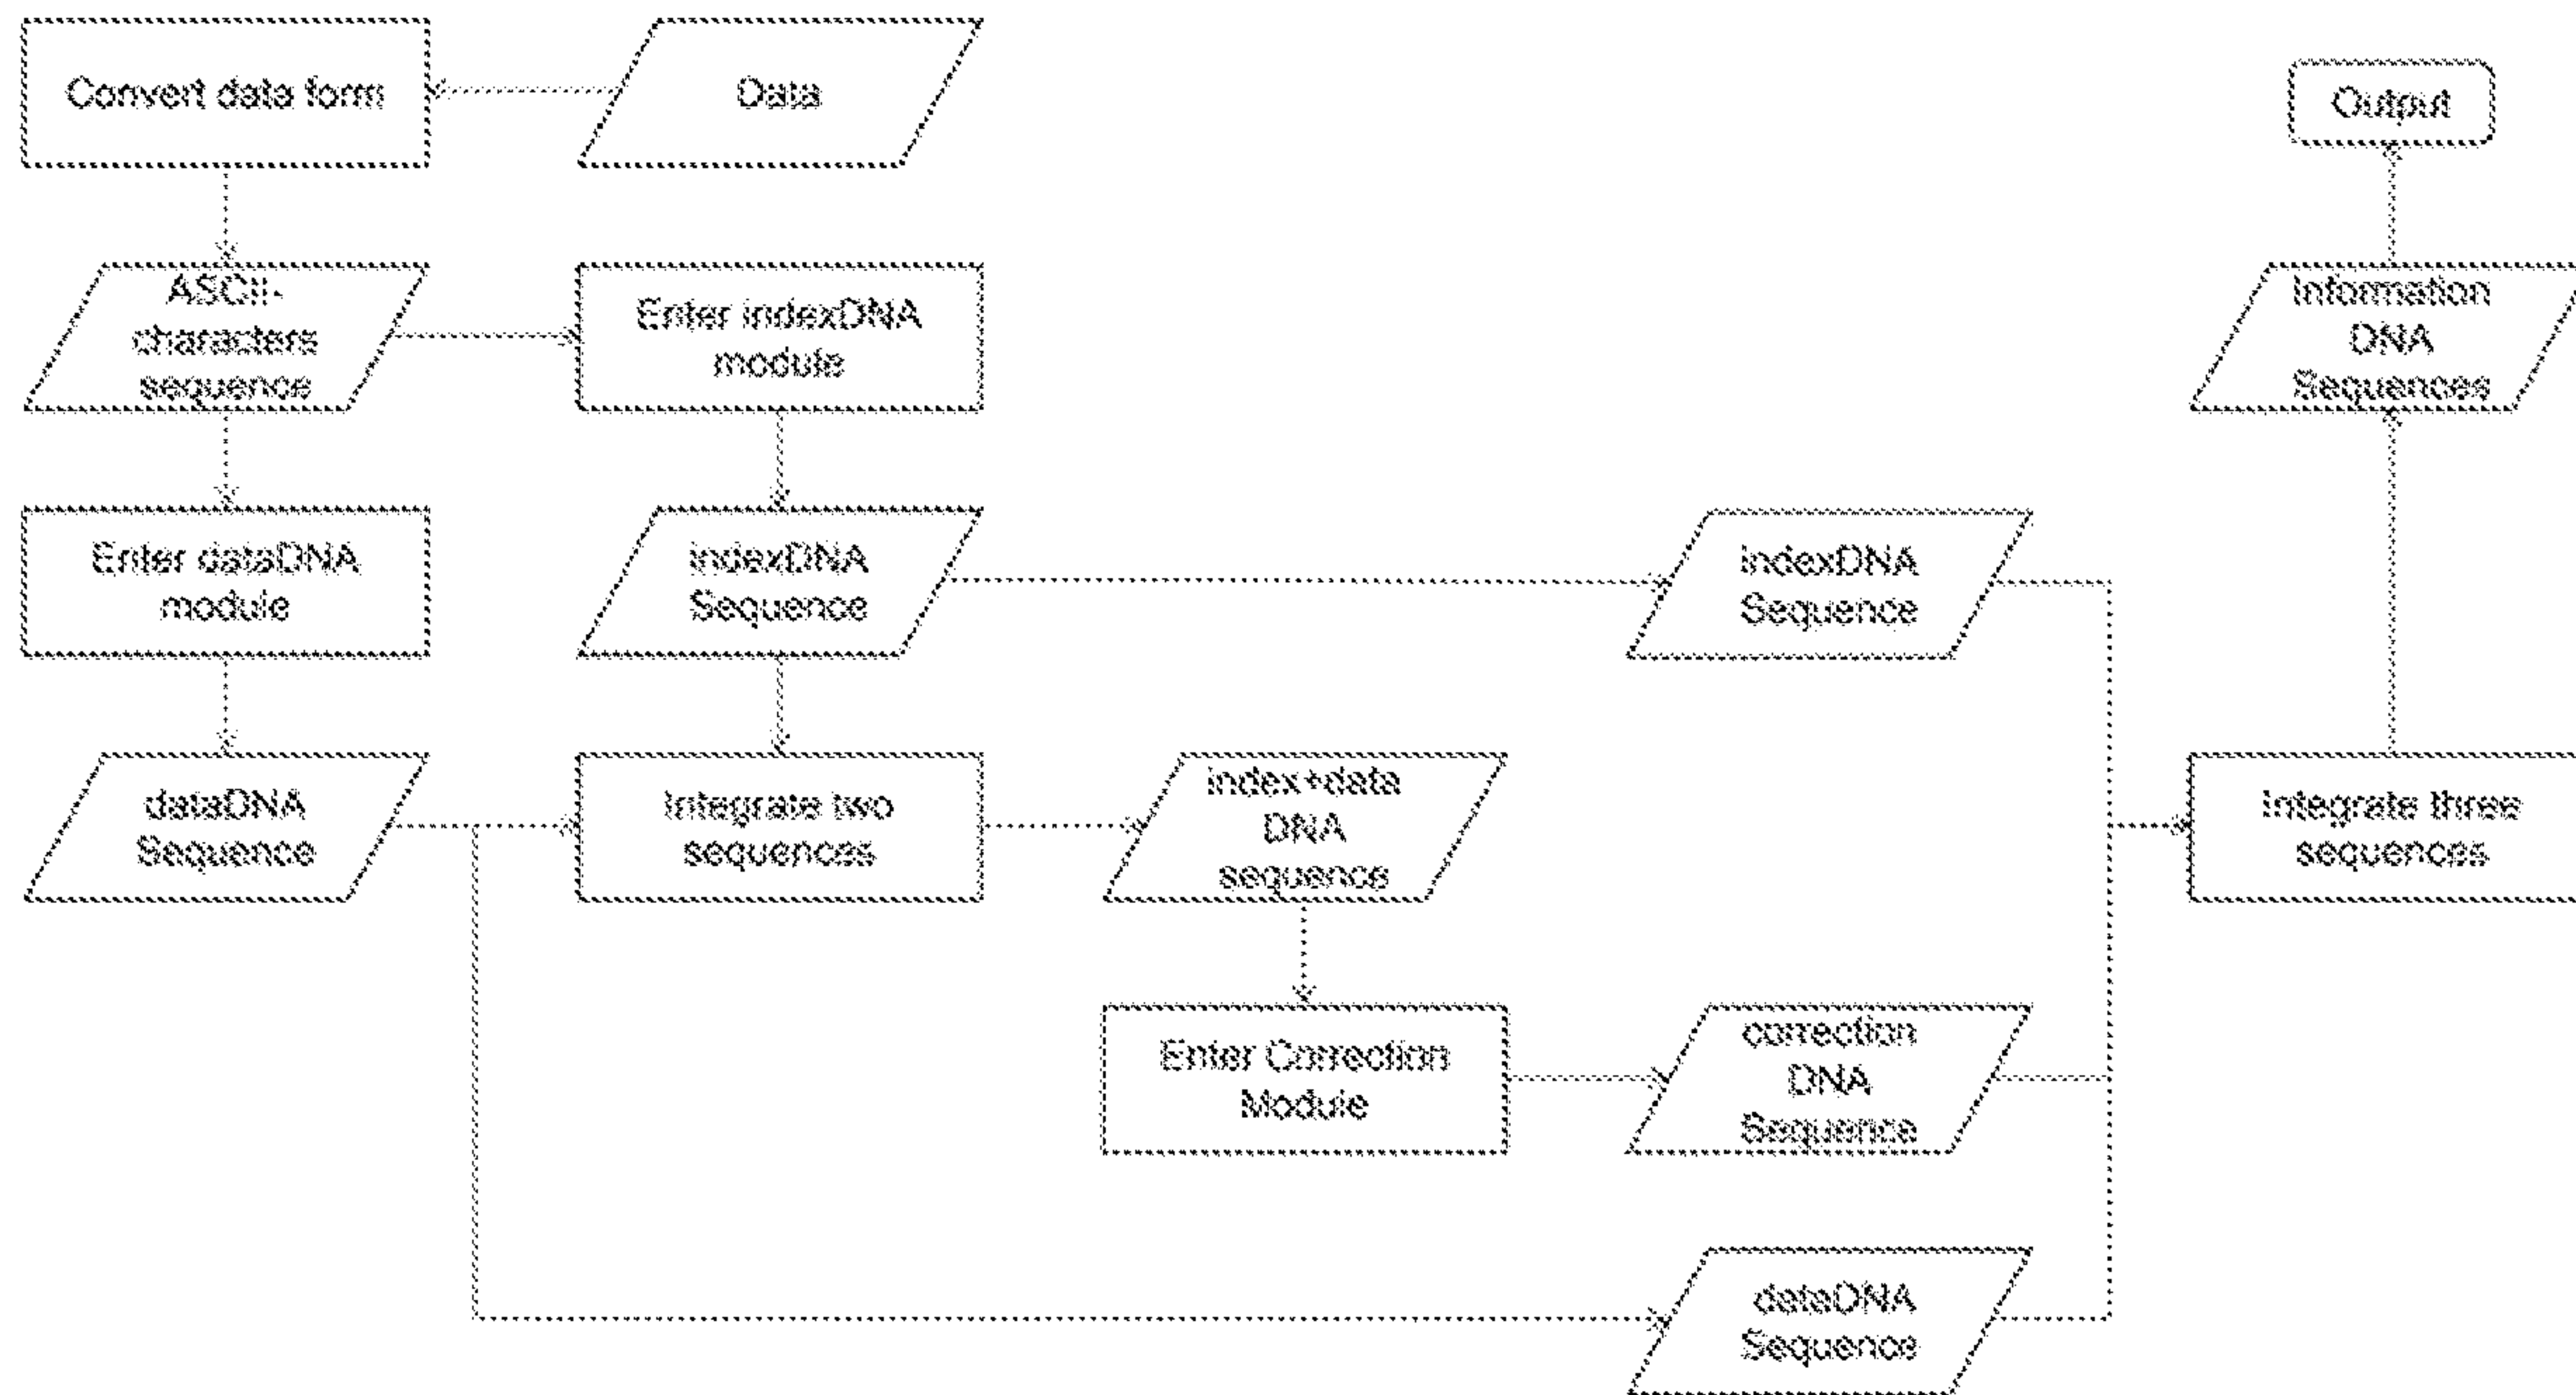 Convert data form
Data
Output
ASCII-
characters
sequence
Enter indexDNA
module
Information
DNA
Sequences
Enter dataDNA
module
indexDNA
Sequence
indexDNA
Sequence
dataDNA
Sequence
Integrate two
sequences
index+data
DNA
sequence
Integrate three
sequences
Enter Correction
Module
correction
DNA
Sequence
dataDNA
Sequence